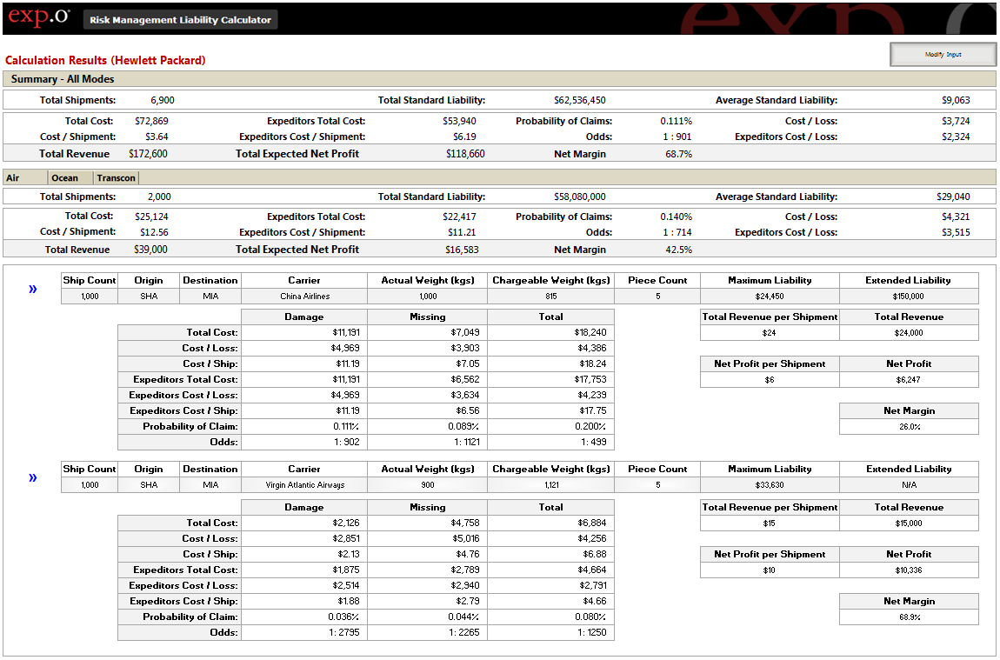 exp.o Risk Management Liability Calculator
Calculation Results (Hewlett Packard)
Modify Input
Summary - All Modes
Total Shipments: 6,900 Total Standard Liability: $62,536,450 Average Standard Liability: $9,063
Total Cost: $72,869 Expeditors Total Cost: $53,940 Probability of Claims: 0.111% Cost / Loss: $3,724
Cost / Shipment: $3.64 Expeditors Cost / Shipment: $6.19 Odds: 1 : 901 Expeditors Cost / Loss: $2,324
Total Revenue $172,600 Total Expected Net Profit $118,660 Net Margin 68.7%
Air Ocean Transcon
Total Shipments: 2,000 Total Standard Liability: $58,080,000 Average Standard Liability: $29,040
Total Cost: $25,124 Expeditors Total Cost: $22,417 Probability of Claims: 0.140% Cost / Loss: $4,321
Cost / Shipment: $12.56 Expeditors Cost / Shipment: $11.21 Odds: 1 : 714 Expeditors Cost / Loss: $3,515
Total Revenue $39,000 Total Expected Net Profit $16,583 Net Margin 42.5%
» Ship Count Origin Destination Carrier Actual Weight (kgs) Chargeable Weight (kgs) Piece Count Maximum Liability Extended Liability
1,000 SHA MIA China Airlines 1,000 815 5 $24,450 $150,000
Damage Missing Total Total Revenue per Shipment Total Revenue
Total Cost: $11,191 $7,049 $18,240 $24 $24,000
Cost / Loss: $4,969 $3,903 $4,386
Cost / Ship: $11.19 $7.05 $18.24 Net Profit per Shipment Net Profit
Expeditors Total Cost: $11,191 $6,562 $17,753 $6 $6,247
Expeditors Cost / Loss: $4,969 $3,634 $4,239
Expeditors Cost / Ship: $11.19 $6.56 $17.75 Net Margin
Probability of Claim: 0.111% 0.089% 0.200% 26.0%
Odds: 1: 902 1: 1121 1: 499
» Ship Count Origin Destination Carrier Actual Weight (kgs) Chargeable Weight (kgs) Piece Count Maximum Liability Extended Liability
1,000 SHA MIA Virgin Atlantic Airways 900 1,121 5 $33,630 N/A
Damage Missing Total Total Revenue per Shipment Total Revenue
Total Cost: $2,126 $4,758 $6,884 $15 $15,000
Cost / Loss: $2,851 $5,016 $4,256
Cost / Ship: $2.13 $4.76 $6.88 Net Profit per Shipment Net Profit
Expeditors Total Cost: $1,875 $2,789 $4,664 $10 $10,336
Expeditors Cost / Loss: $2,514 $2,940 $2,791
Expeditors Cost / Ship: $1.88 $2.79 $4.66 Net Margin
Probability of Claim: 0.036% 0.044% 0.080% 68.9%
Odds: 1: 2795 1: 2265 1: 1250